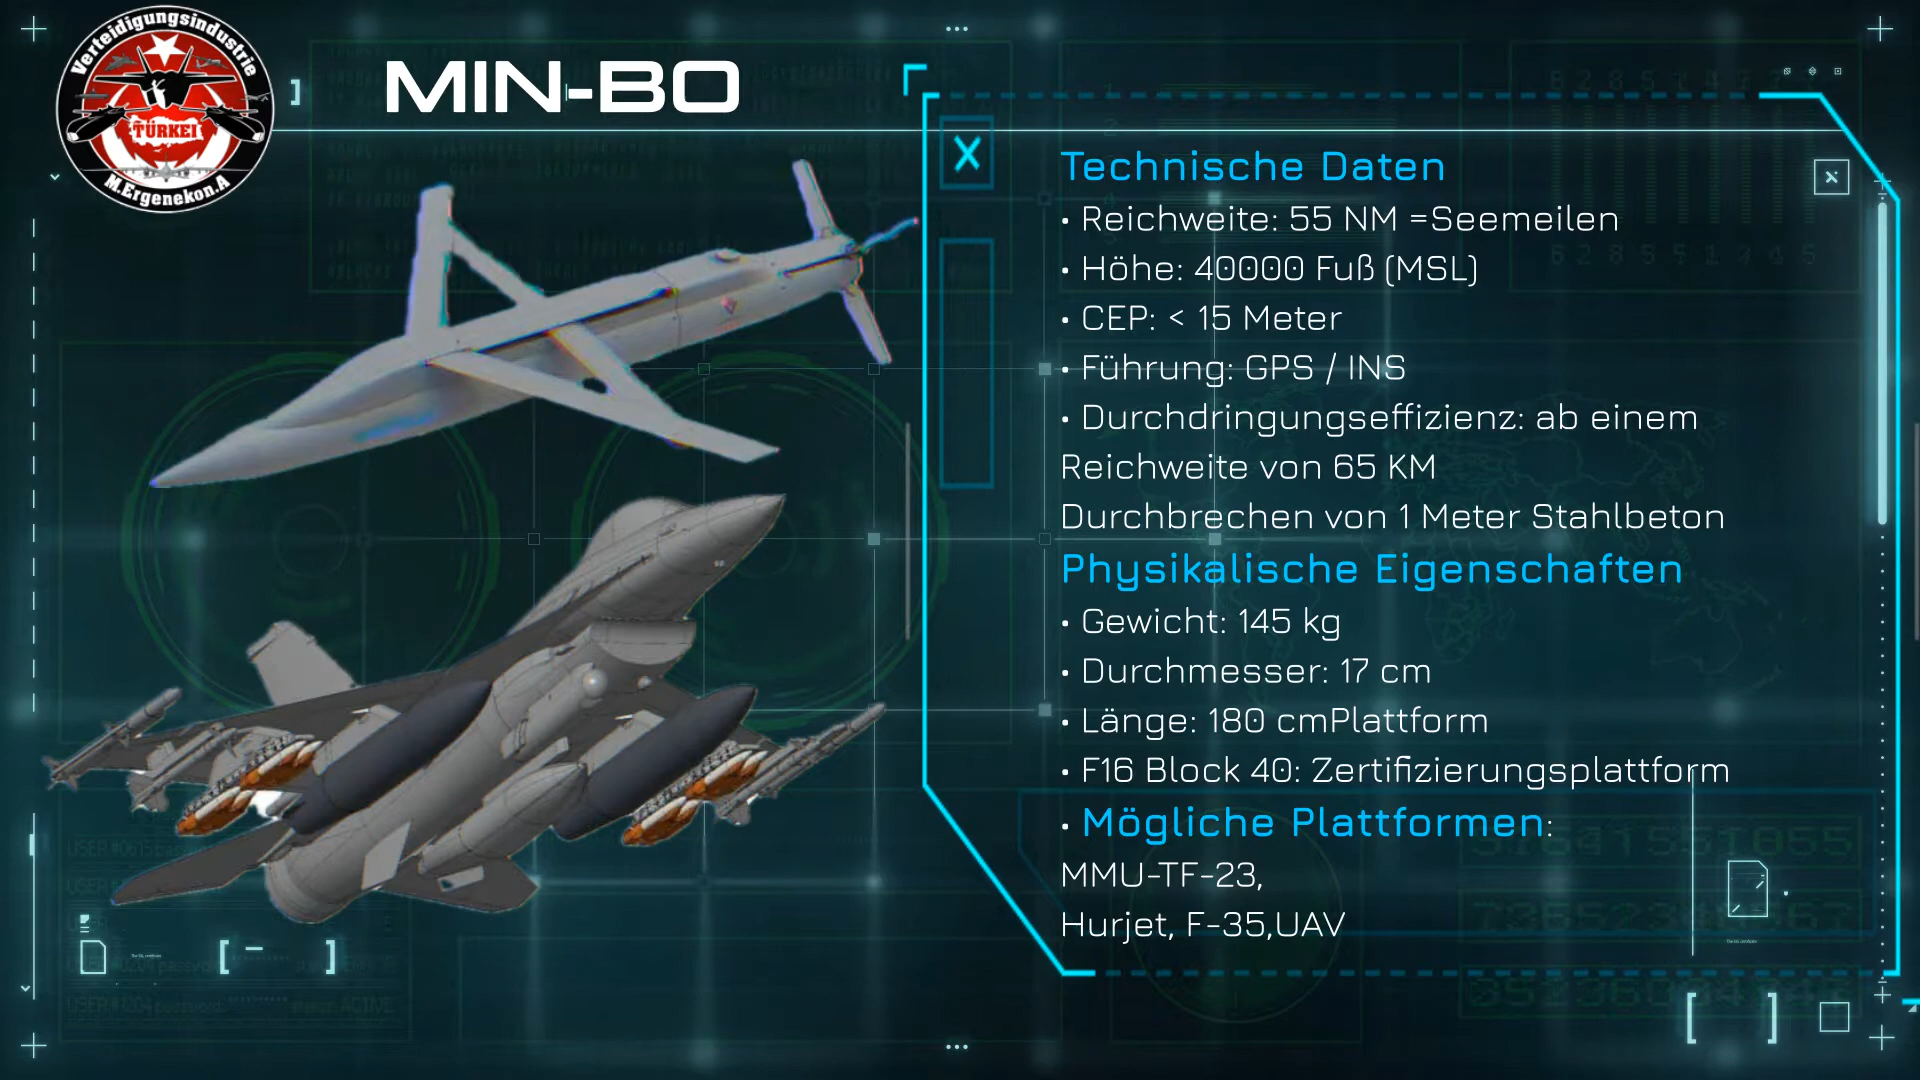 Verteidigungsindustrie
TÜRKEI
M.Ergenekon.A
MIN-BO
Technische Daten
• Reichweite: 55 NM =Seemeilen
• Höhe: 40000 Fuß (MSL)
• CEP: < 15 Meter
• Führung: GPS / INS
• Durchdringungseffizienz: ab einem
Reichweite von 65 KM
Durchbrechen von 1 Meter Stahlbeton
Physikalische Eigenschaften
• Gewicht: 145 kg
• Durchmesser: 17 cm
• Länge: 180 cmPlattform
• F16 Block 40: Zertifizierungsplattform
• Mögliche Plattformen:
MMU-TF-23,
Hurjet, F-35,UAV